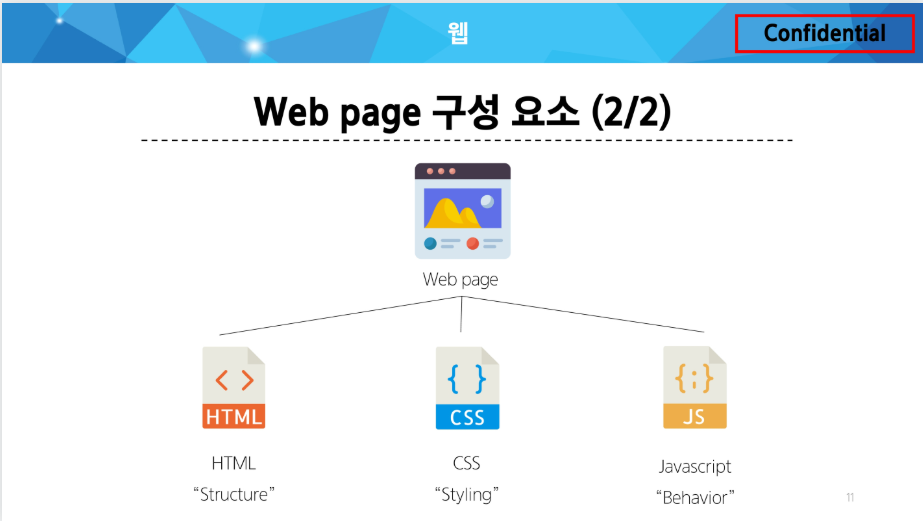 웹
Confidential
Web page 구성 요소 (2/2)
Web page
< >
HTML
{ }
CSS
{;}
JS
HTML
CSS
Javascript
“Structure”
“Styling”
“Behavior”
11